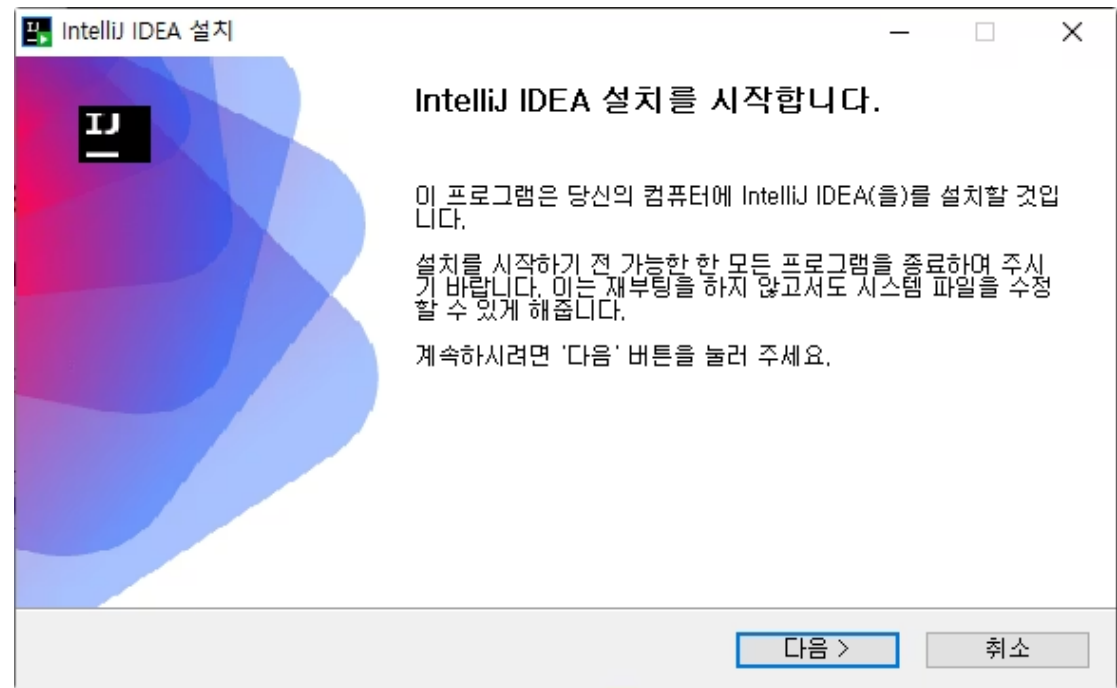 IntelliJ IDEA 설치
IJ
IntelliJ IDEA 설치를 시작합니다.
이 프로그램은 당신의 컴퓨터에 IntelliJ IDEA(을)를 설치할 것입
니다.
설치를 시작하기 전 가능한 한 모든 프로그램을 종료하여 주시
기 바랍니다. 이는 재부팅을 하지 않고서도 시스템 파일을 수정
할 수 있게 해줍니다.
계속하시려면 '다음' 버튼을 눌러 주세요.
다음 >
취소